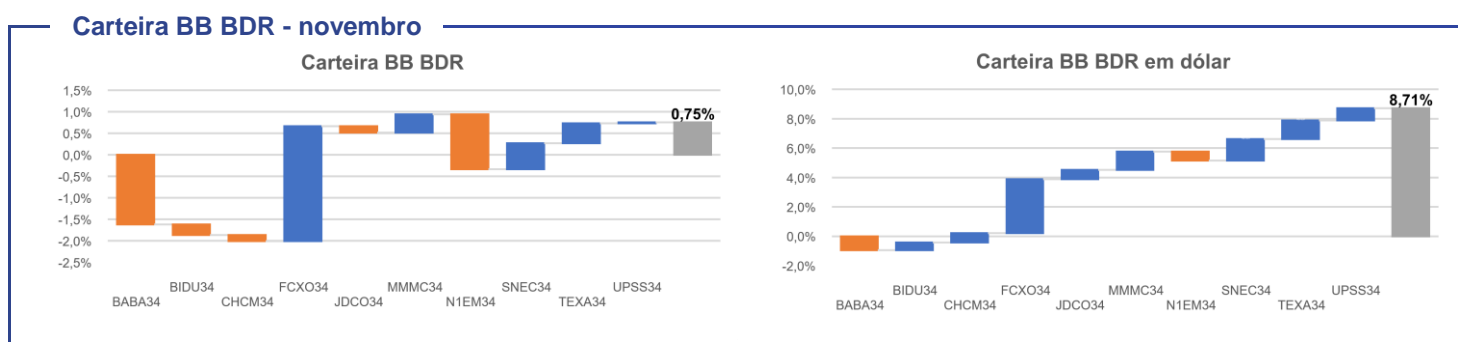 Carteira BB BDR - novembro
Carteira BB BDR
1,5%
1,0%
0,5%
0,0%
-0,5%
-1,0%
-1,5%
-2,0%
-2,5%
0,75%
BIDU34 FCXO34 MMMC34 SNEC34 UPSS34
BABA34 CHCM34 JDCO34 N1EM34 TEXA34
Carteira BB BDR em dólar
10,0%
8,0%
6,0%
4,0%
2,0%
0,0%
-2,0%
8,71%
BIDU34 FCXO34 MMMC34 SNEC34 UPSS34
BABA34 CHCM34 JDCO34 N1EM34 TEXA34